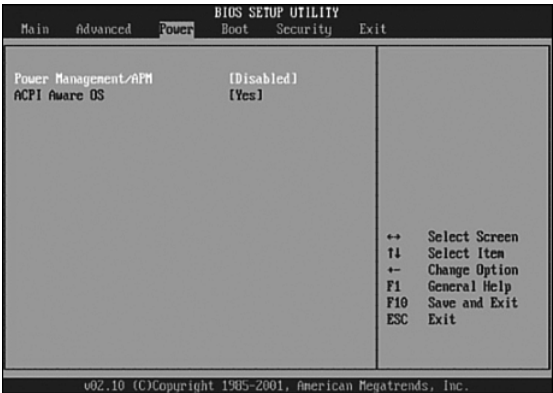 BIOS SETUP UTILITY
Main Advanced Power Boot Security Exit
Power Management/APM [Disabled]
ACPI Aware OS [Yes]
↔ Select Screen
↑↓ Select Item
←- Change Option
F1 General Help
F10 Save and Exit
ESC Exit
v02.10 (C)Copyright 1985-2001, American Megatrends, Inc.